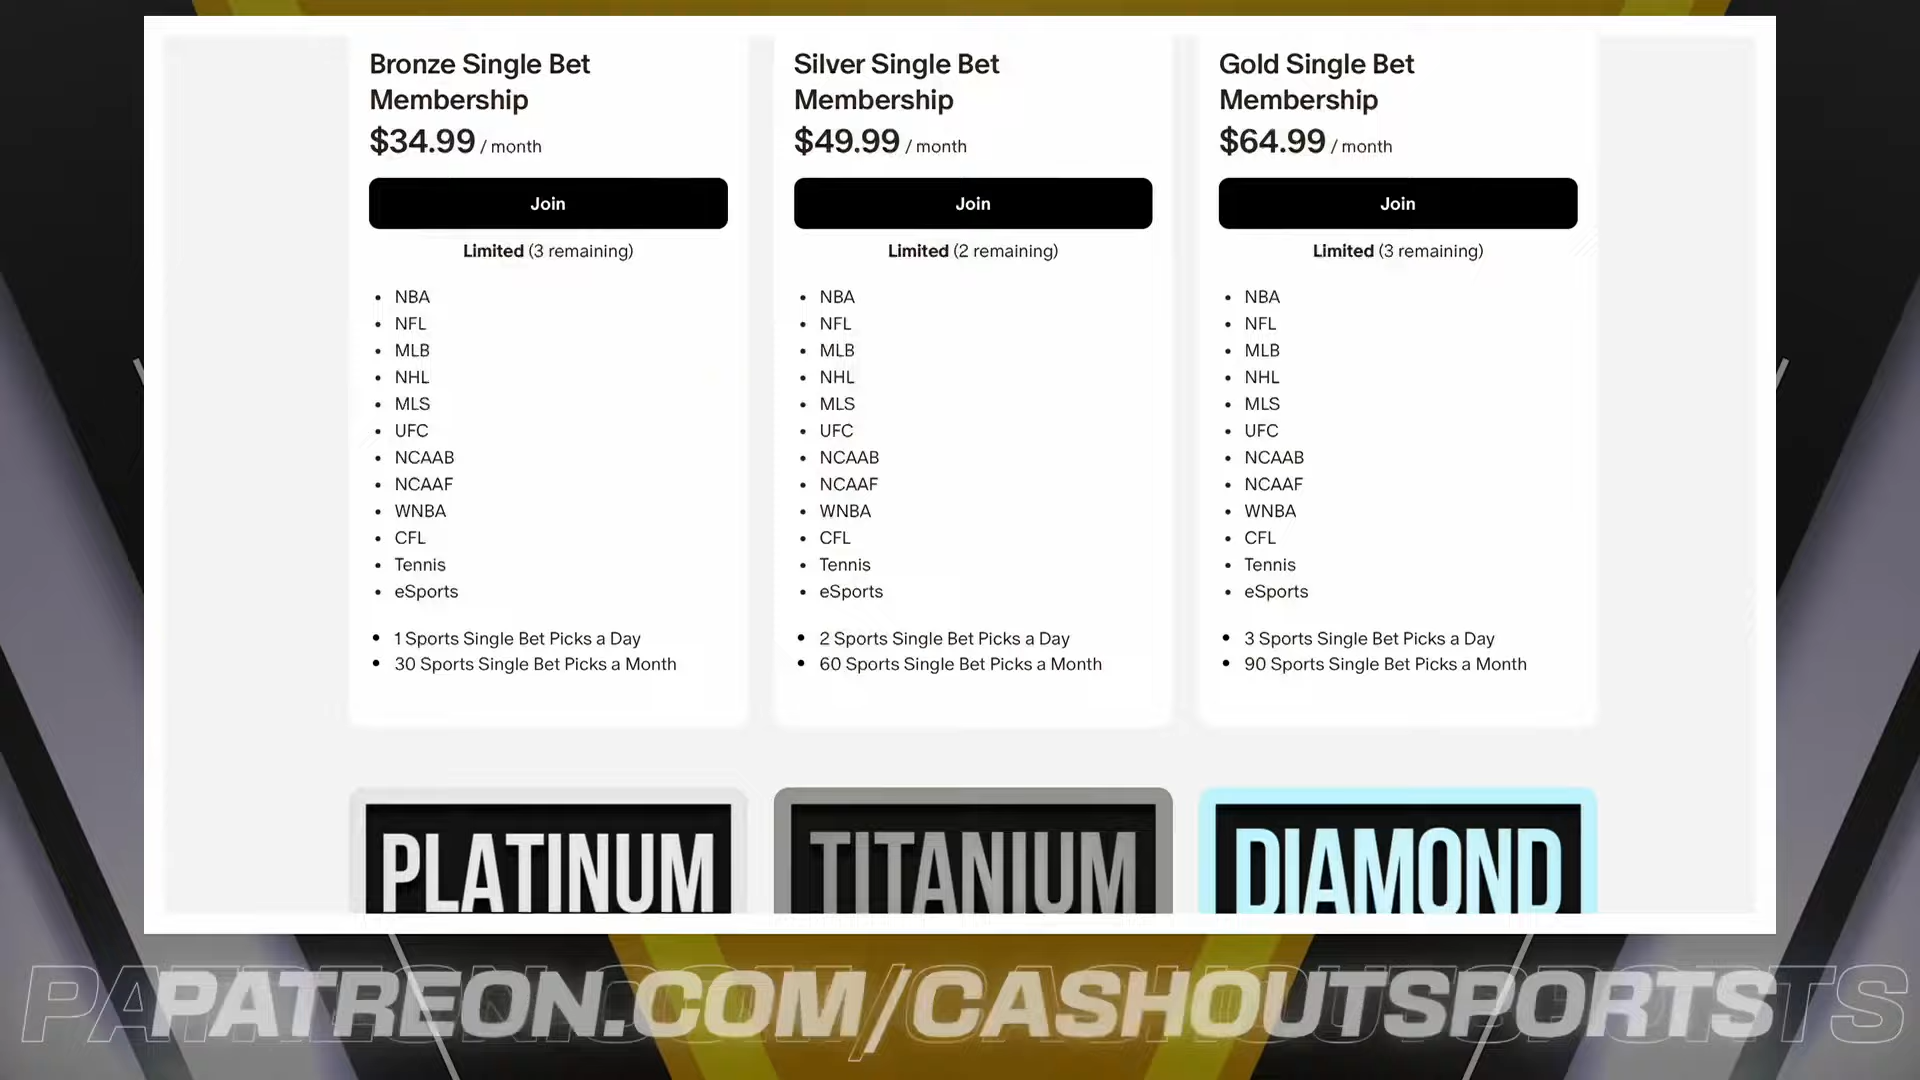 Bronze Single Bet
Membership
$34.99 / month
Join
Limited (3 remaining)
• NBA
• NFL
• MLB
• NHL
• MLS
• UFC
• NCAAB
• NCAAF
• WNBA
• CFL
• Tennis
• eSports
• 1 Sports Single Bet Picks a Day
• 30 Sports Single Bet Picks a Month
Silver Single Bet
Membership
$49.99 / month
Join
Limited (2 remaining)
• NBA
• NFL
• MLB
• NHL
• MLS
• UFC
• NCAAB
• NCAAF
• WNBA
• CFL
• Tennis
• eSports
• 2 Sports Single Bet Picks a Day
• 60 Sports Single Bet Picks a Month
Gold Single Bet
Membership
$64.99 / month
Join
Limited (3 remaining)
• NBA
• NFL
• MLB
• NHL
• MLS
• UFC
• NCAAB
• NCAAF
• WNBA
• CFL
• Tennis
• eSports
• 3 Sports Single Bet Picks a Day
• 90 Sports Single Bet Picks a Month
PLATINUM
TITANIUM
DIAMOND
PATREON.COM/CASHOUTSPORTS